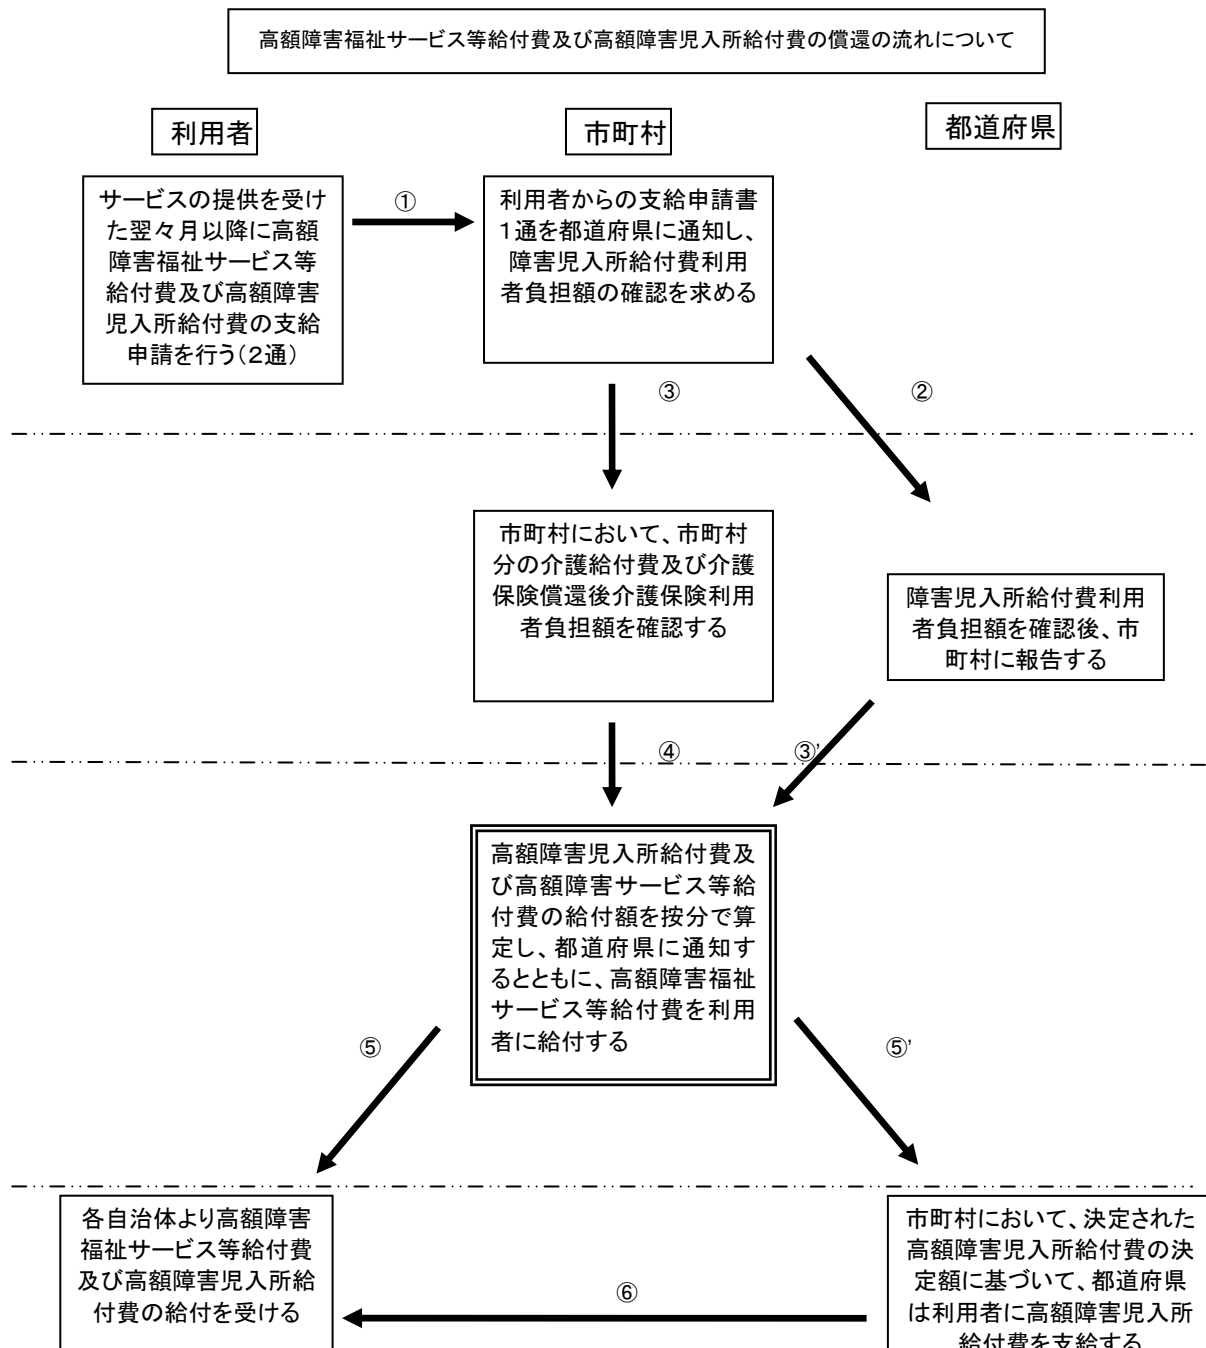 高額障害福祉サービス等給付費及び高額障害児入所給付費の償還の流れについて
利用者
市町村
都道府県
サービスの提供を受け
た翌々月以降に高額
障害福祉サービス等
給付費及び高額障害
児入所給付費の支給
申請を行う(2通)
①
利用者からの支給申請書
1通を都道府県に通知し、
障害児入所給付費利用
者負担額の確認を求める
③
②
市町村において、市町村
分の介護給付費及び介護
保険償還後介護保険利用
者負担額を確認する
障害児入所給付費利用
者負担額を確認後、市
町村に報告する
④
③'
高額障害児入所給付費及
び高額障害サービス等給
付費の給付額を按分で算
定し、都道府県に通知す
るとともに、高額障害福祉
サービス等給付費を利用
者に給付する
⑤
⑤'
各自治体より高額障害
福祉サービス等給付費
及び高額障害児入所給
付費の給付を受ける
⑥
市町村において、決定された
高額障害児入所給付費の決
定額に基づいて、都道府県
は利用者に高額障害児入所
給付費を支給する